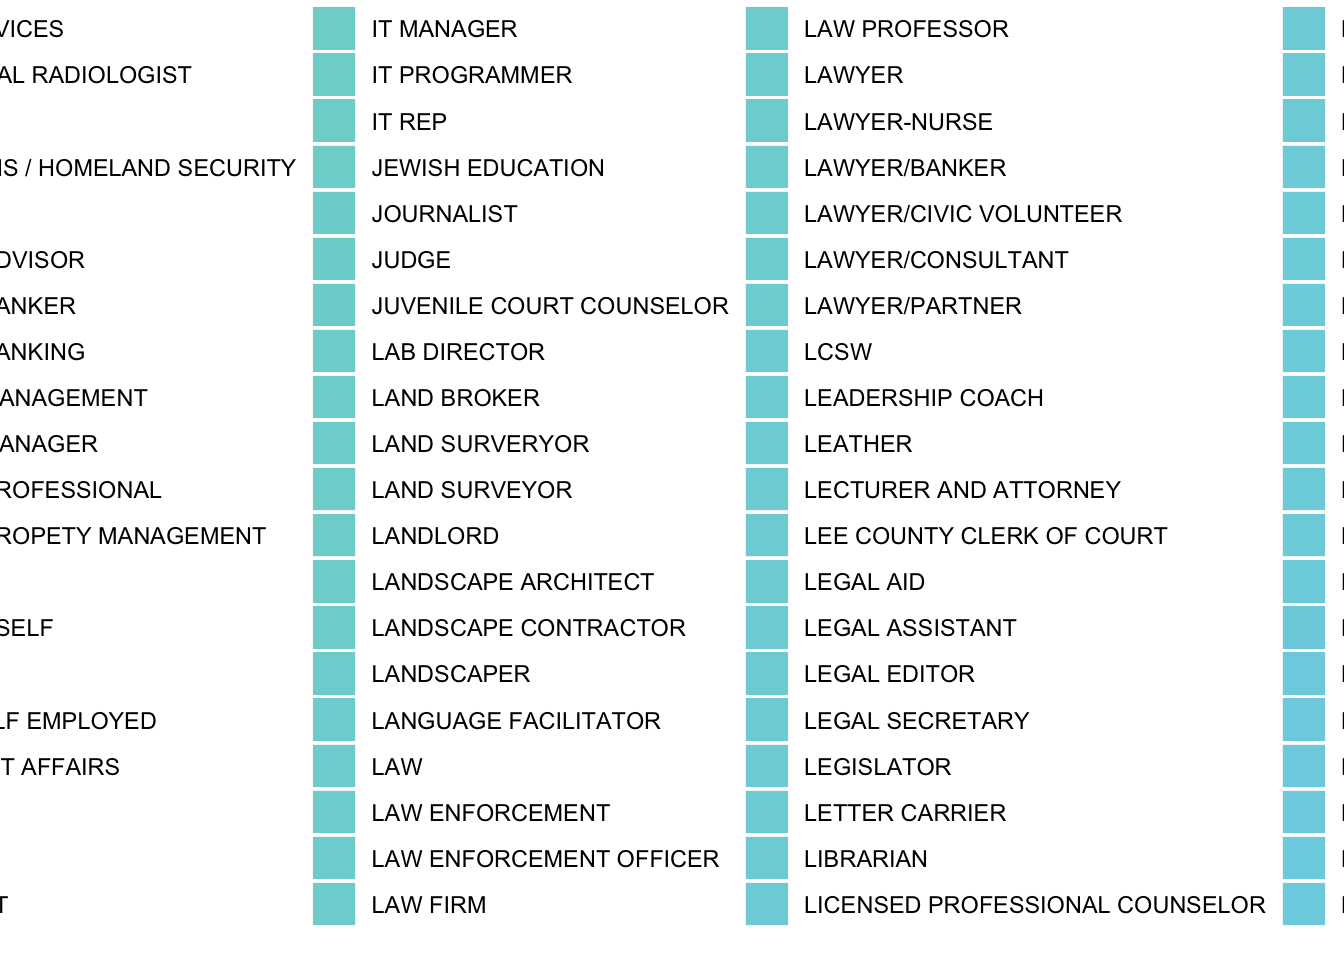 VICES
AL RADIOLOGIST
/ HOMELAND SECURITY
DVISOR
ANKER
ANKING
ANAGEMENT
ANAGER
ROFESSIONAL
ROPETY MANAGEMENT
SELF
LF EMPLOYED
T AFFAIRS
T
IT MANAGER
IT PROGRAMMER
IT REP
JEWISH EDUCATION
JOURNALIST
JUDGE
JUVENILE COURT COUNSELOR
LAB DIRECTOR
LAND BROKER
LAND SURVERYOR
LAND SURVEYOR
LANDLORD
LANDSCAPE ARCHITECT
LANDSCAPE CONTRACTOR
LANDSCAPER
LANGUAGE FACILITATOR
LAW
LAW ENFORCEMENT
LAW ENFORCEMENT OFFICER
LAW FIRM
LAW PROFESSOR
LAWYER
LAWYER-NURSE
LAWYER/BANKER
LAWYER/CIVIC VOLUNTEER
LAWYER/CONSULTANT
LAWYER/PARTNER
LCSW
LEADERSHIP COACH
LEATHER
LECTURER AND ATTORNEY
LEE COUNTY CLERK OF COURT
LEGAL AID
LEGAL ASSISTANT
LEGAL EDITOR
LEGAL SECRETARY
LEGISLATOR
LETTER CARRIER
LIBRARIAN
LICENSED PROFESSIONAL COUNSELOR